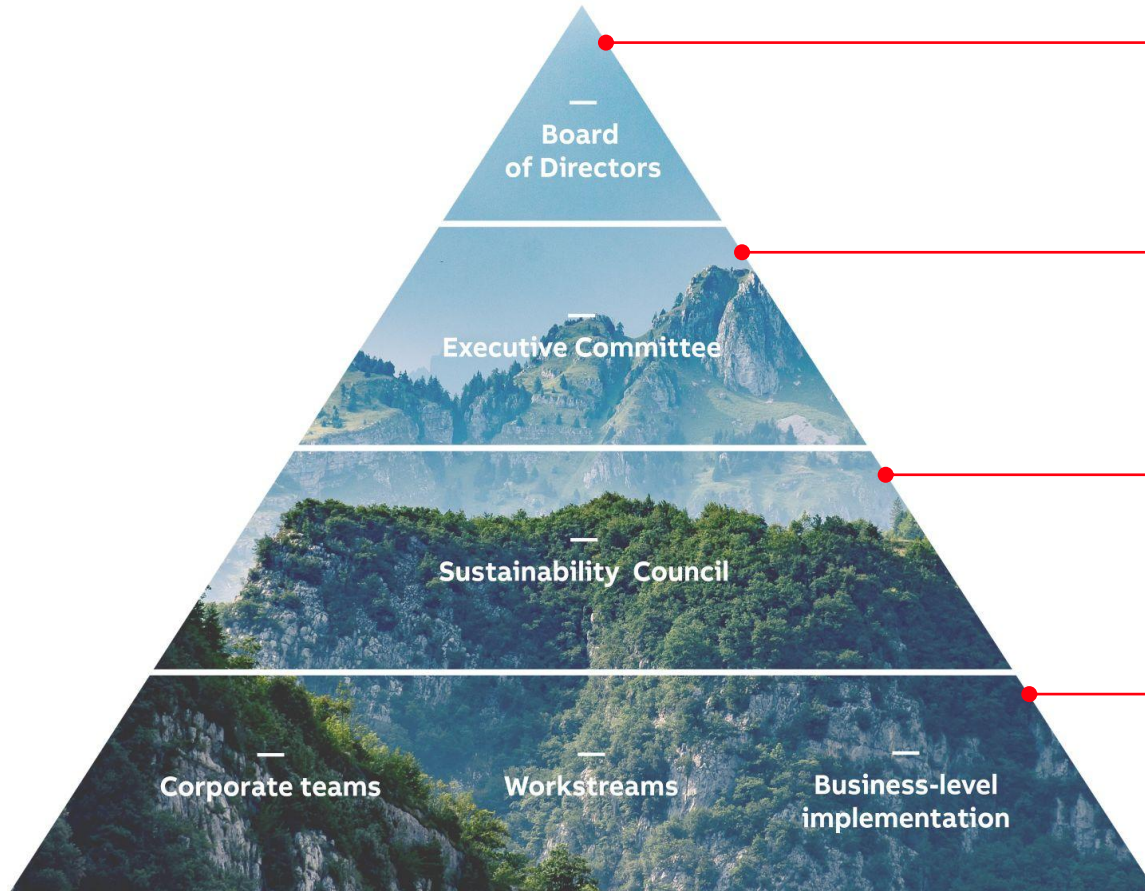 Board
of Directors
Executive Committee
Sustainability Council
Corporate teams
Workstreams
Business-level
implementation